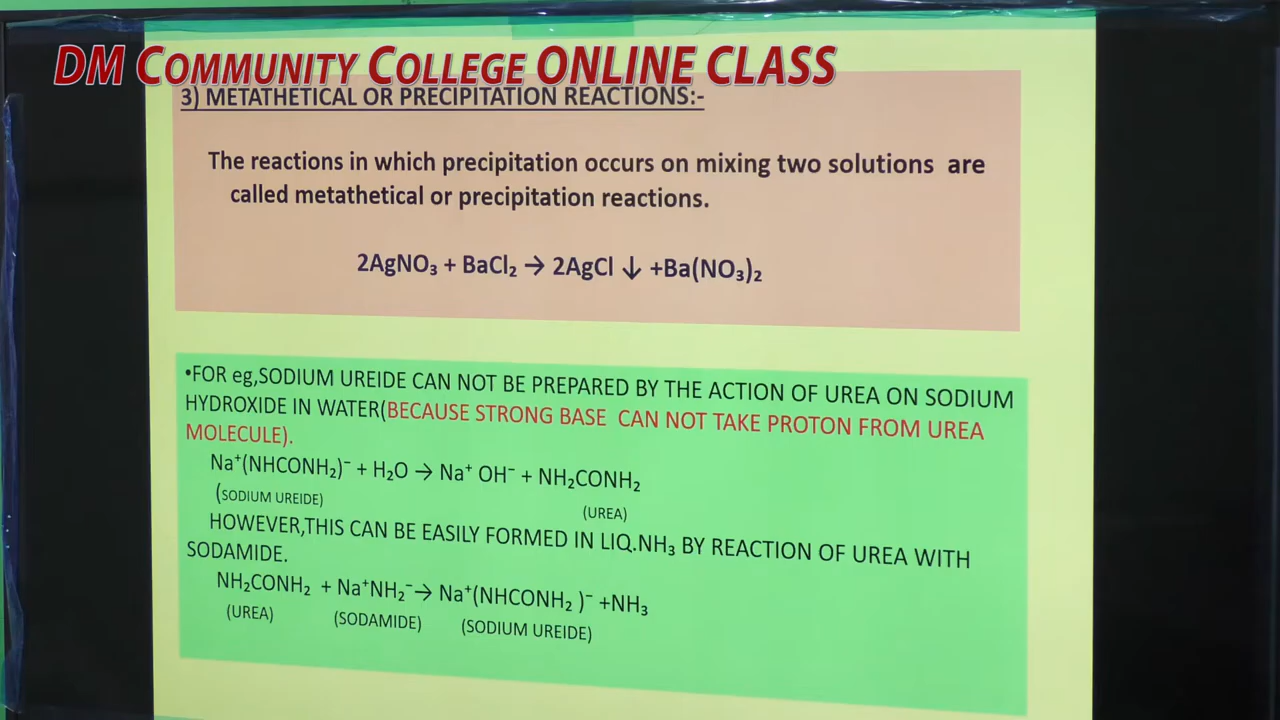 DM COMMUNITY COLLEGE ONLINE CLASS
3) METATHETICAL OR PRECIPITATION REACTIONS:-
The reactions in which precipitation occurs on mixing two solutions are
called metathetical or precipitation reactions.
2AgNO₃ + BaCl₂ → 2AgCl ↓ +Ba(NO₃)₂
•FOR eg,SODIUM UREIDE CAN NOT BE PREPARED BY THE ACTION OF UREA ON SODIUM
HYDROXIDE IN WATER(BECAUSE STRONG BASE CAN NOT TAKE PROTON FROM UREA
MOLECULE).
Na⁺(NHCONH₂)⁻ + H₂O → Na⁺ OH⁻ + NH₂CONH₂
(SODIUM UREIDE) (UREA)
HOWEVER,THIS CAN BE EASILY FORMED IN LIQ.NH₃ BY REACTION OF UREA WITH
SODAMIDE.
NH₂CONH₂ + Na⁺NH₂⁻→ Na⁺(NHCONH₂ )⁻ +NH₃
(UREA) (SODAMIDE) (SODIUM UREIDE)